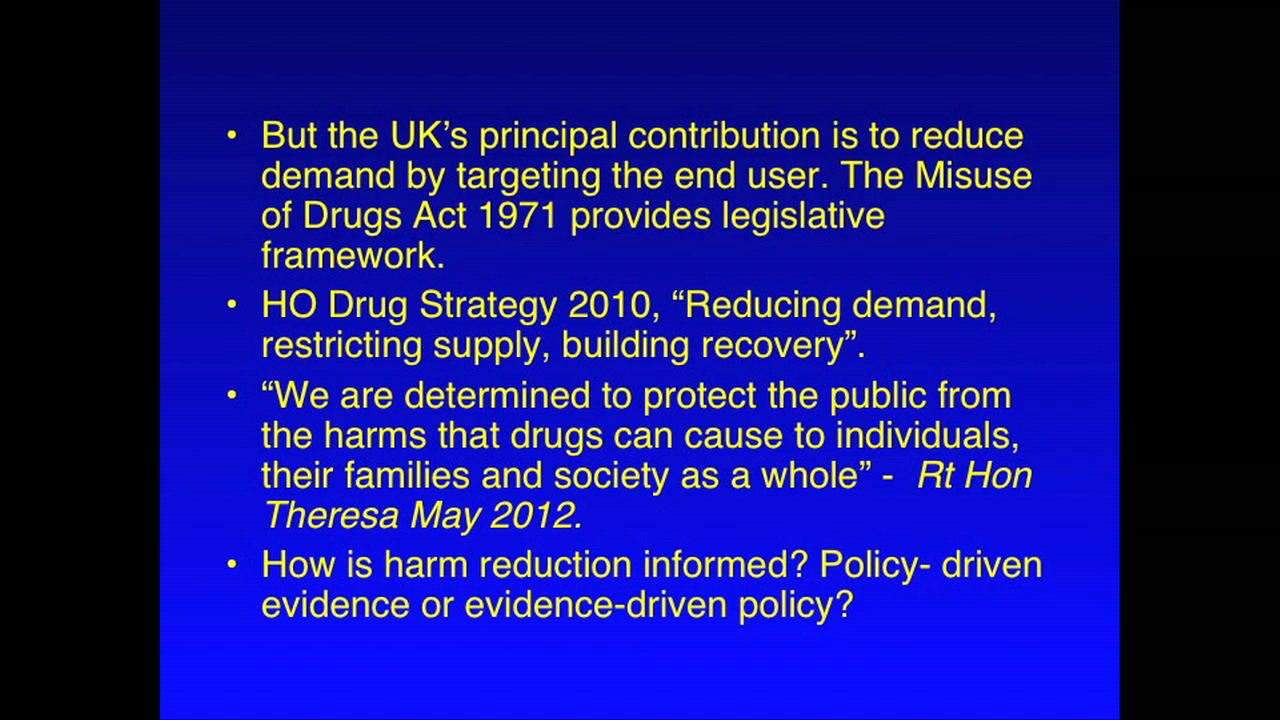 • But the UK’s principal contribution is to reduce
demand by targeting the end user. The Misuse
of Drugs Act 1971 provides legislative
framework.
• HO Drug Strategy 2010, “Reducing demand,
restricting supply, building recovery”.
• “We are determined to protect the public from
the harms that drugs can cause to individuals,
their families and society as a whole” - Rt Hon
Theresa May 2012.
• How is harm reduction informed? Policy- driven
evidence or evidence-driven policy?